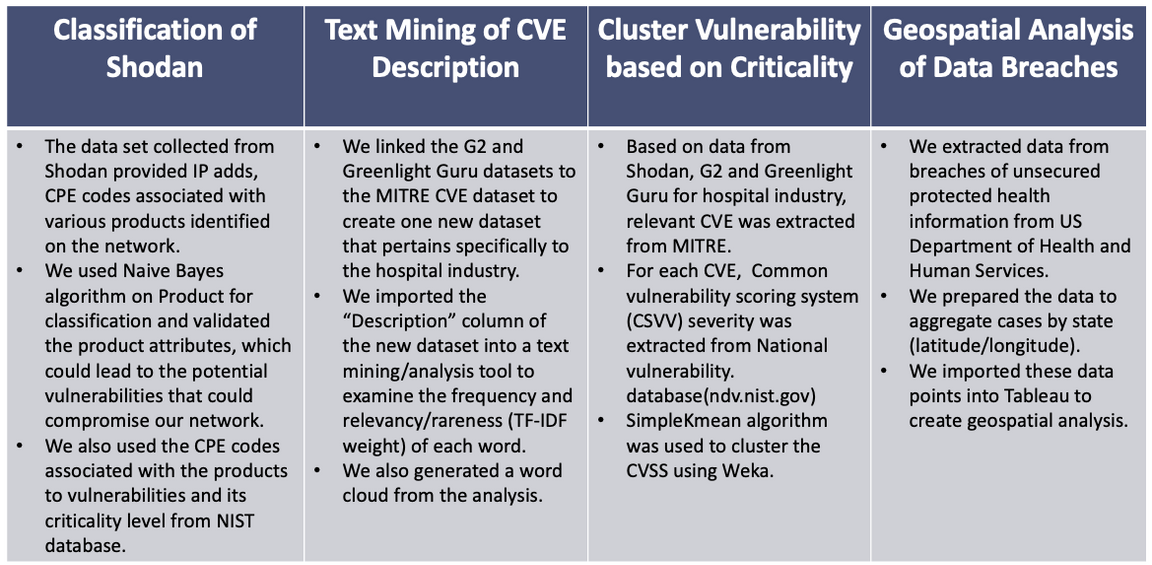 Classification of
Shodan
Text Mining of CVE
Description
Cluster Vulnerability
based on Criticality
Geospatial Analysis
of Data Breaches
• The data set collected from
Shodan provided IP adds,
CPE codes associated with
various products identified
on the network.
• We used Naive Bayes
algorithm on Product for
classification and validated
the product attributes, which
could lead to the potential
vulnerabilities that could
compromise our network.
• We also used the CPE codes
associated with the products
to vulnerabilities and its
criticality level from NIST
database.
• We linked the G2 and
Greenlight Guru datasets to
the MITRE CVE dataset to
create one new dataset
that pertains specifically to
the hospital industry.
• We imported the
“Description” column of
the new dataset into a text
mining/analysis tool to
examine the frequency and
relevancy/rareness (TF-IDF
weight) of each word.
• We also generated a word
cloud from the analysis.
• Based on data from
Shodan, G2 and Greenlight
Guru for hospital industry,
relevant CVE was extracted
from MITRE.
• For each CVE, Common
vulnerability scoring system
(CSVV) severity was
extracted from National
vulnerability.
database(ndv.nist.gov)
• SimpleKmean algorithm
was used to cluster the
CVSS using Weka.
• We extracted data from
breaches of unsecured
protected health
information from US
Department of Health and
Human Services.
• We prepared the data to
aggregate cases by state
(latitude/longitude).
• We imported these data
points into Tableau to
create geospatial analysis.